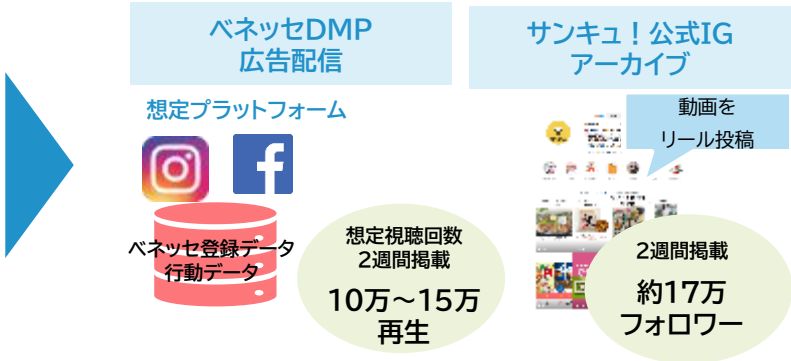 ベネッセDMP
広告配信
想定プラットフォーム
ベネッセ登録データ
行動データ
想定視聴回数
2週間掲載
10万～15万
再生
サンキュ！公式IG
アーカイブ
動画を
リール投稿
2週間掲載
約17万
フォロワー